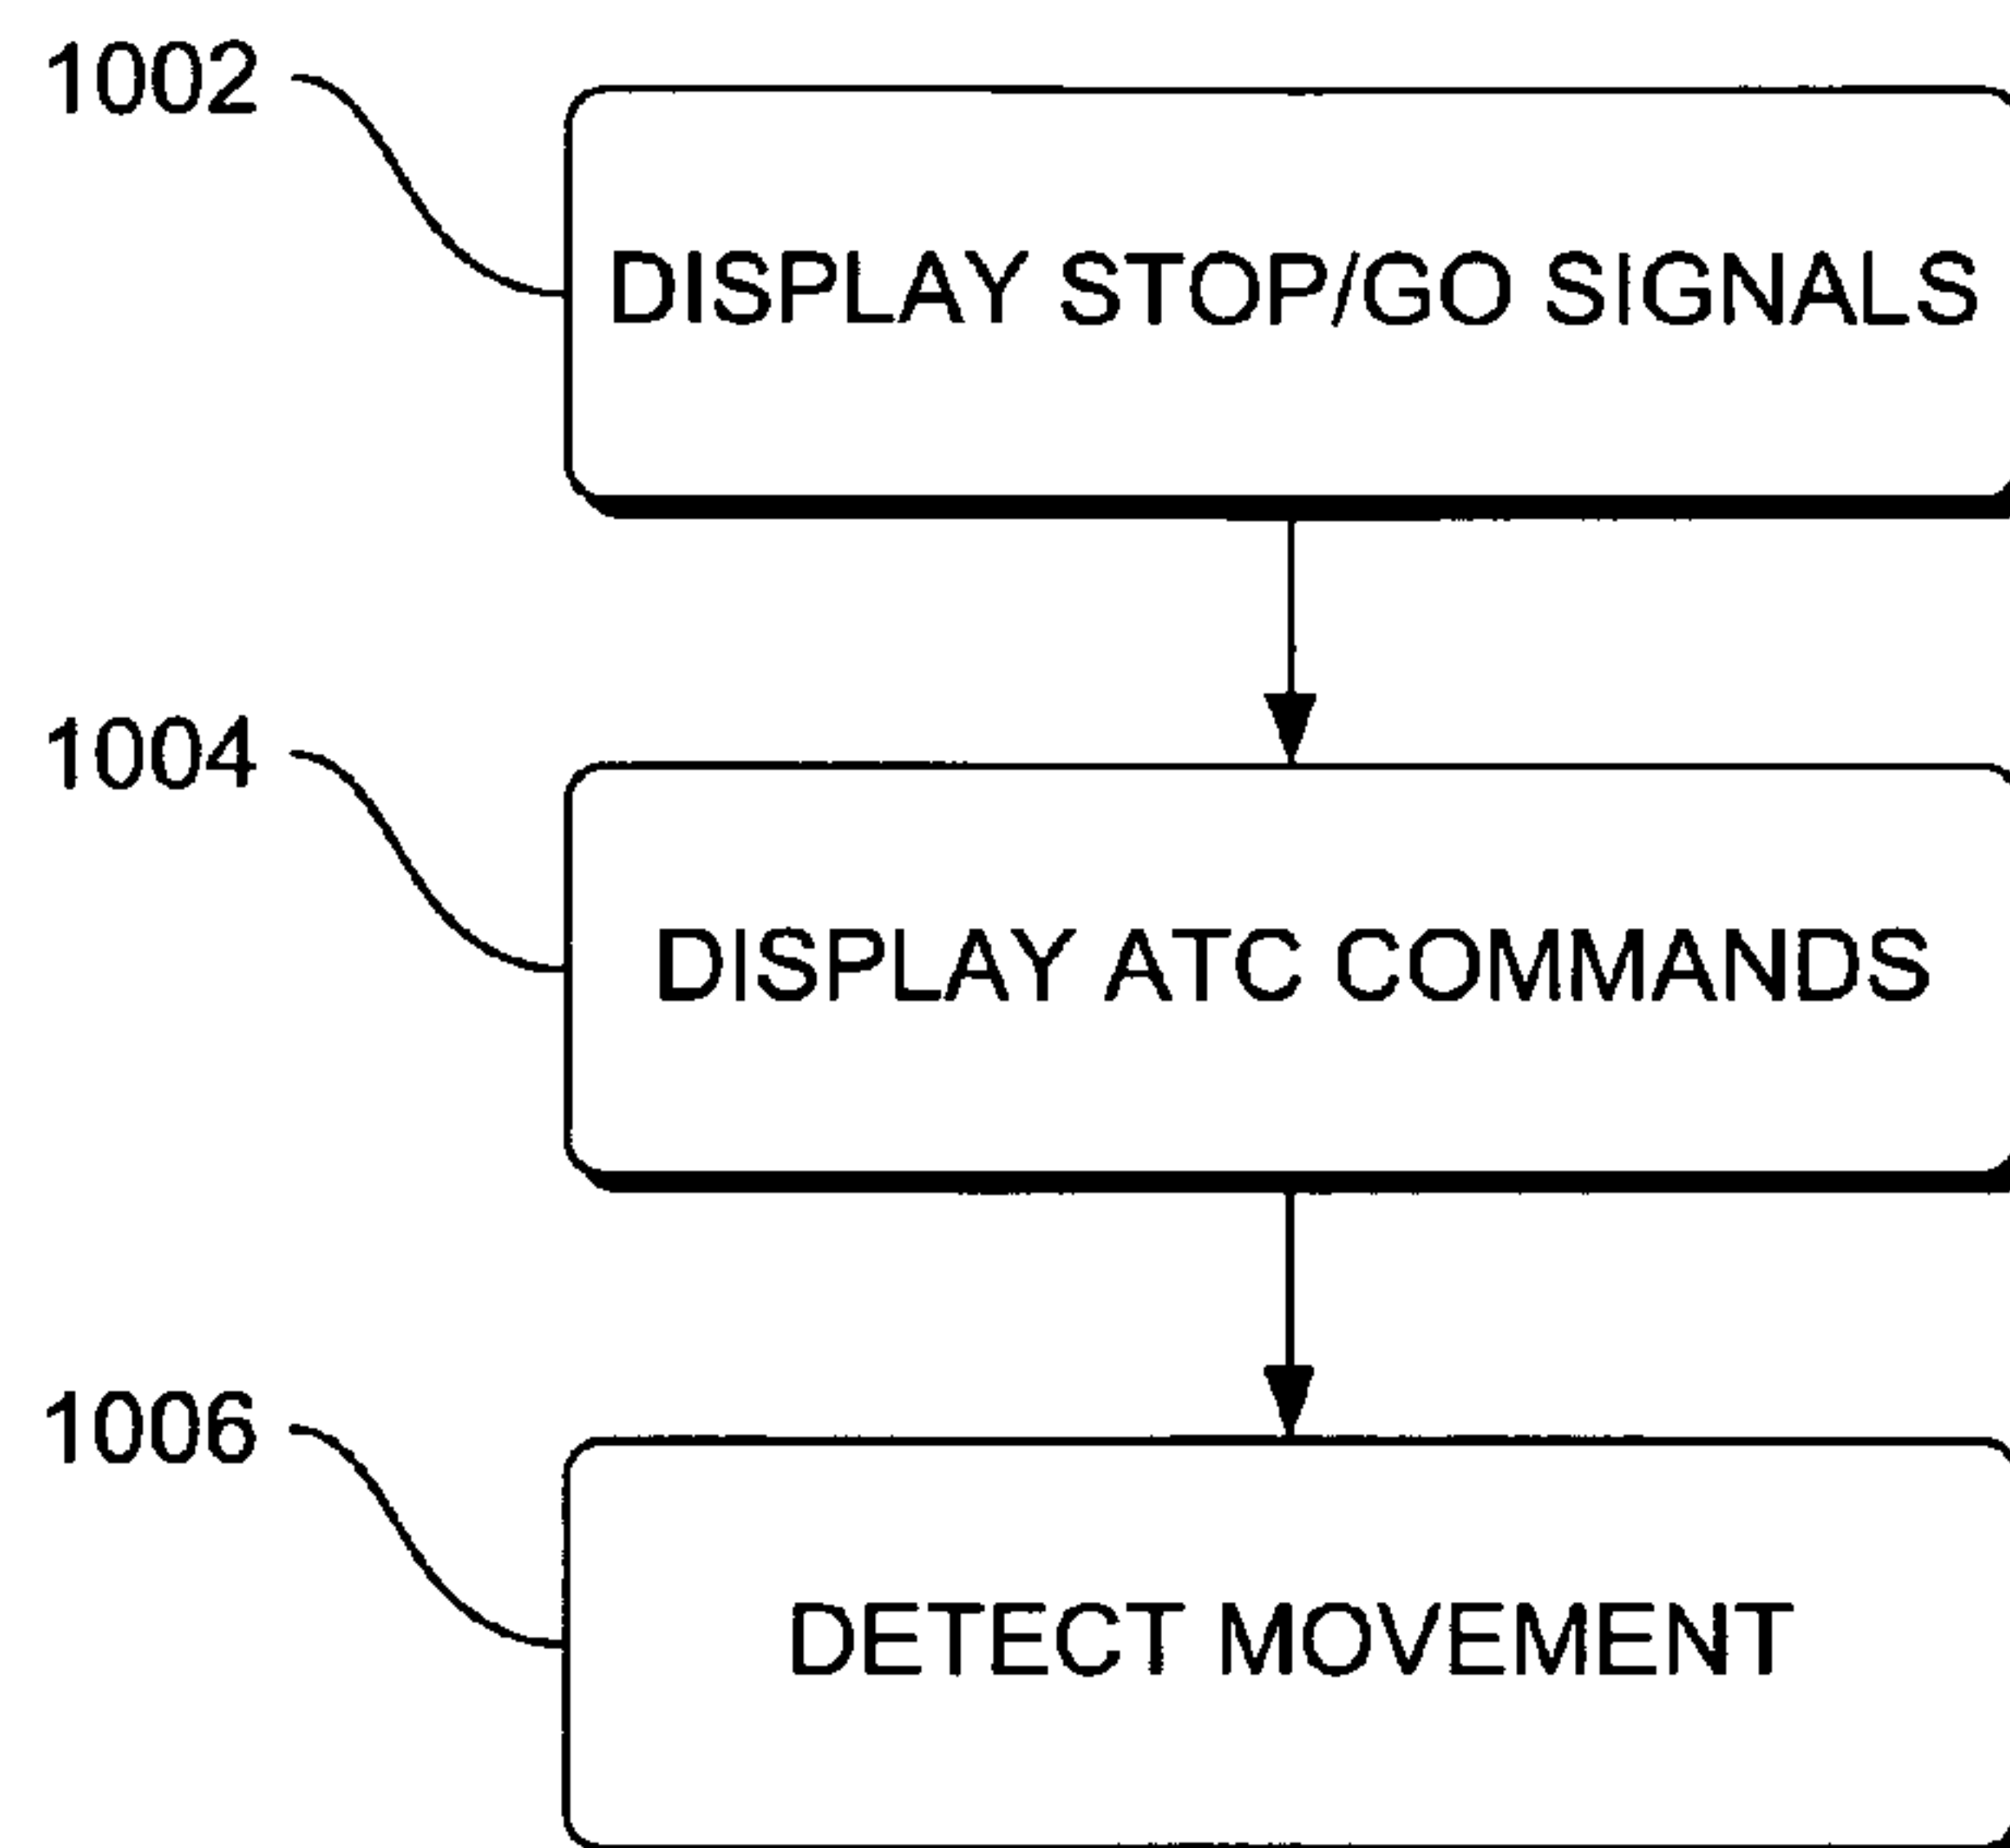 1002
DISPLAY STOP/GO SIGNALS
1004
DISPLAY ATC COMMANDS
1006
DETECT MOVEMENT